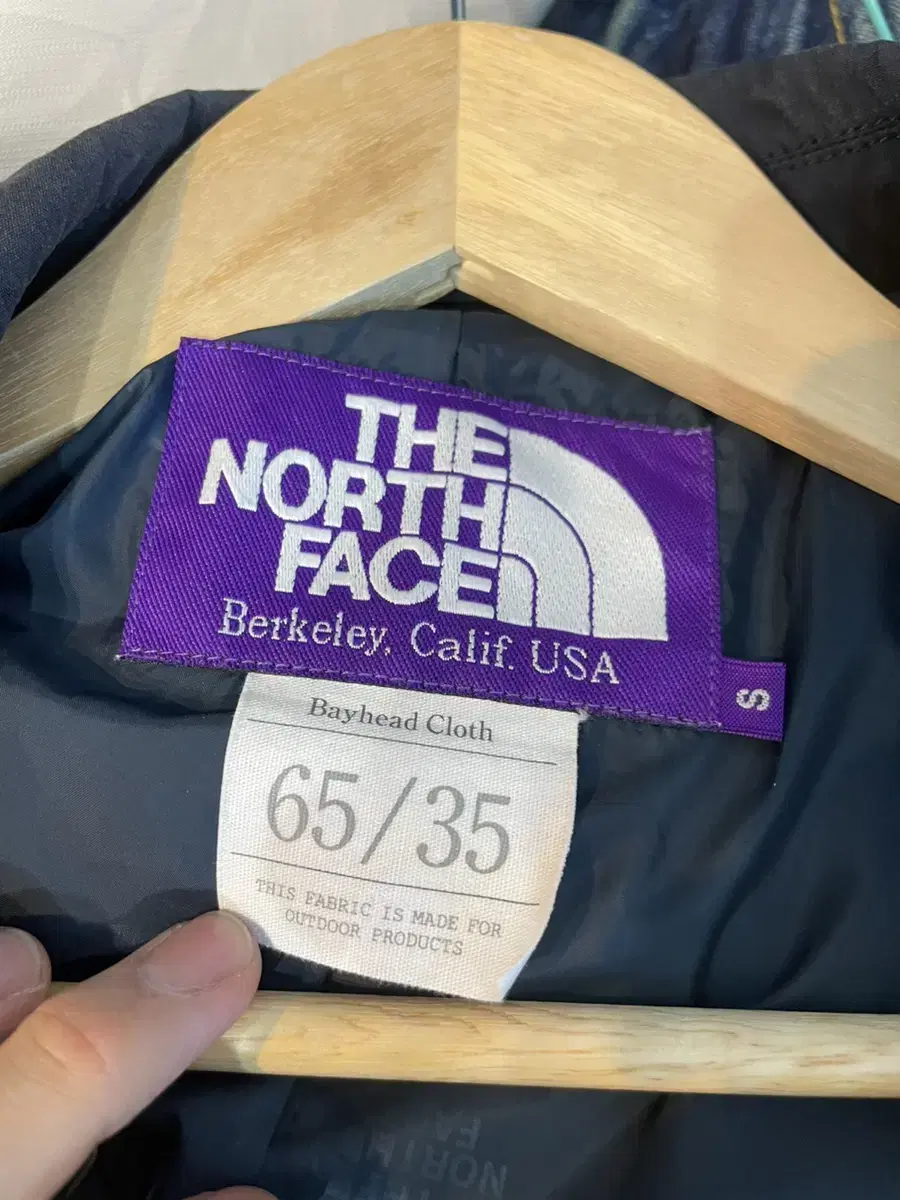 THE
NORTH
FACE
Berkeley, Calif. USA
S
Bayhead Cloth
65/35
THIS FABRIC IS MADE FOR
OUTDOOR PRODUCTS